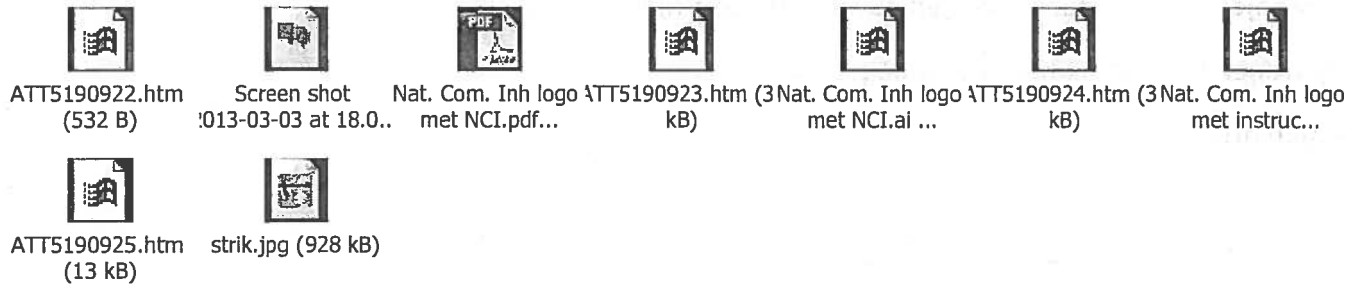 PDF
ATT5190922.htm Screen shot Nat. Com. Inh logo ATT5190923.htm (3 Nat. Com. Inh logo ATT5190924.htm (3 Nat. Com. Inh logo
(532 B) 2013-03-03 at 18.0.. met NCI.pdf... kB) met NCI.ai ... kB) met instruc...
ATT5190925.htm strik.jpg (928 kB)
(13 kB)